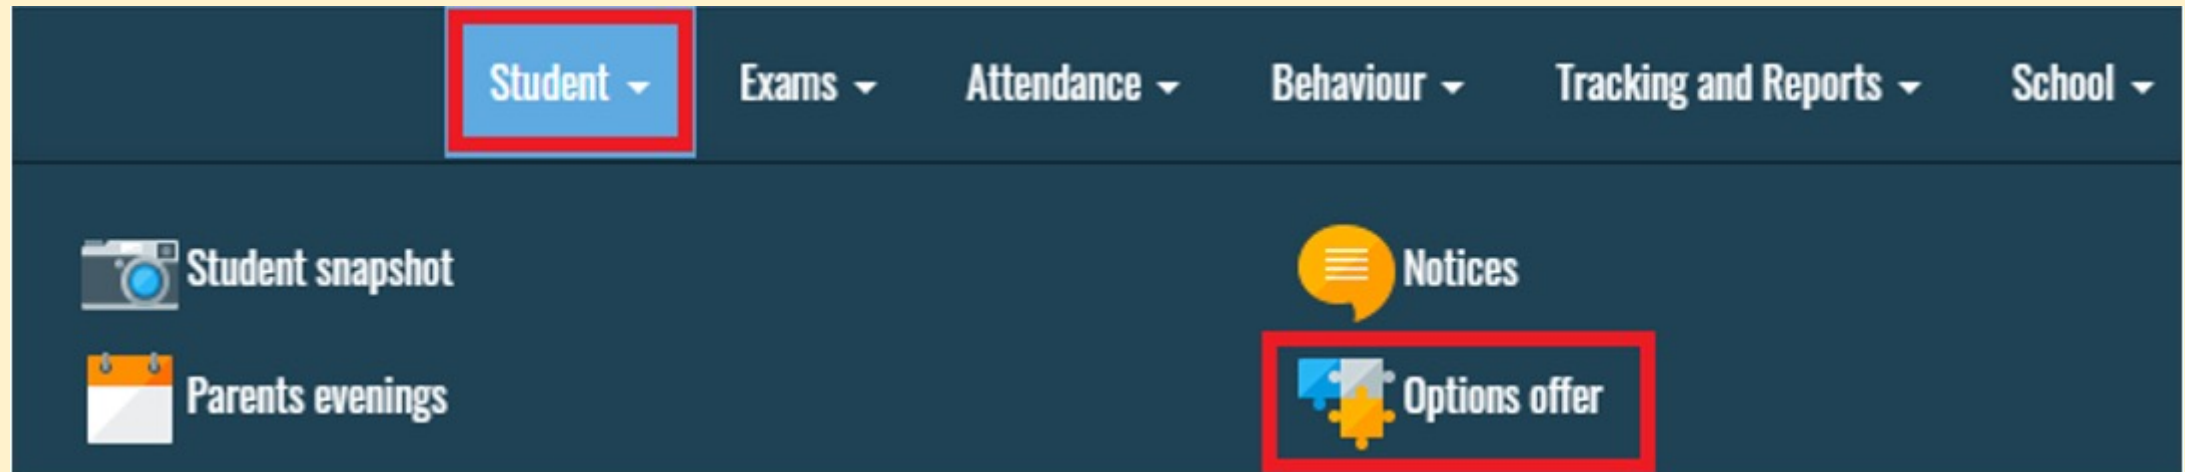 Student Exams Attendance Behaviour Tracking and Reports School
Student snapshot Notices
Parents evenings Options offer